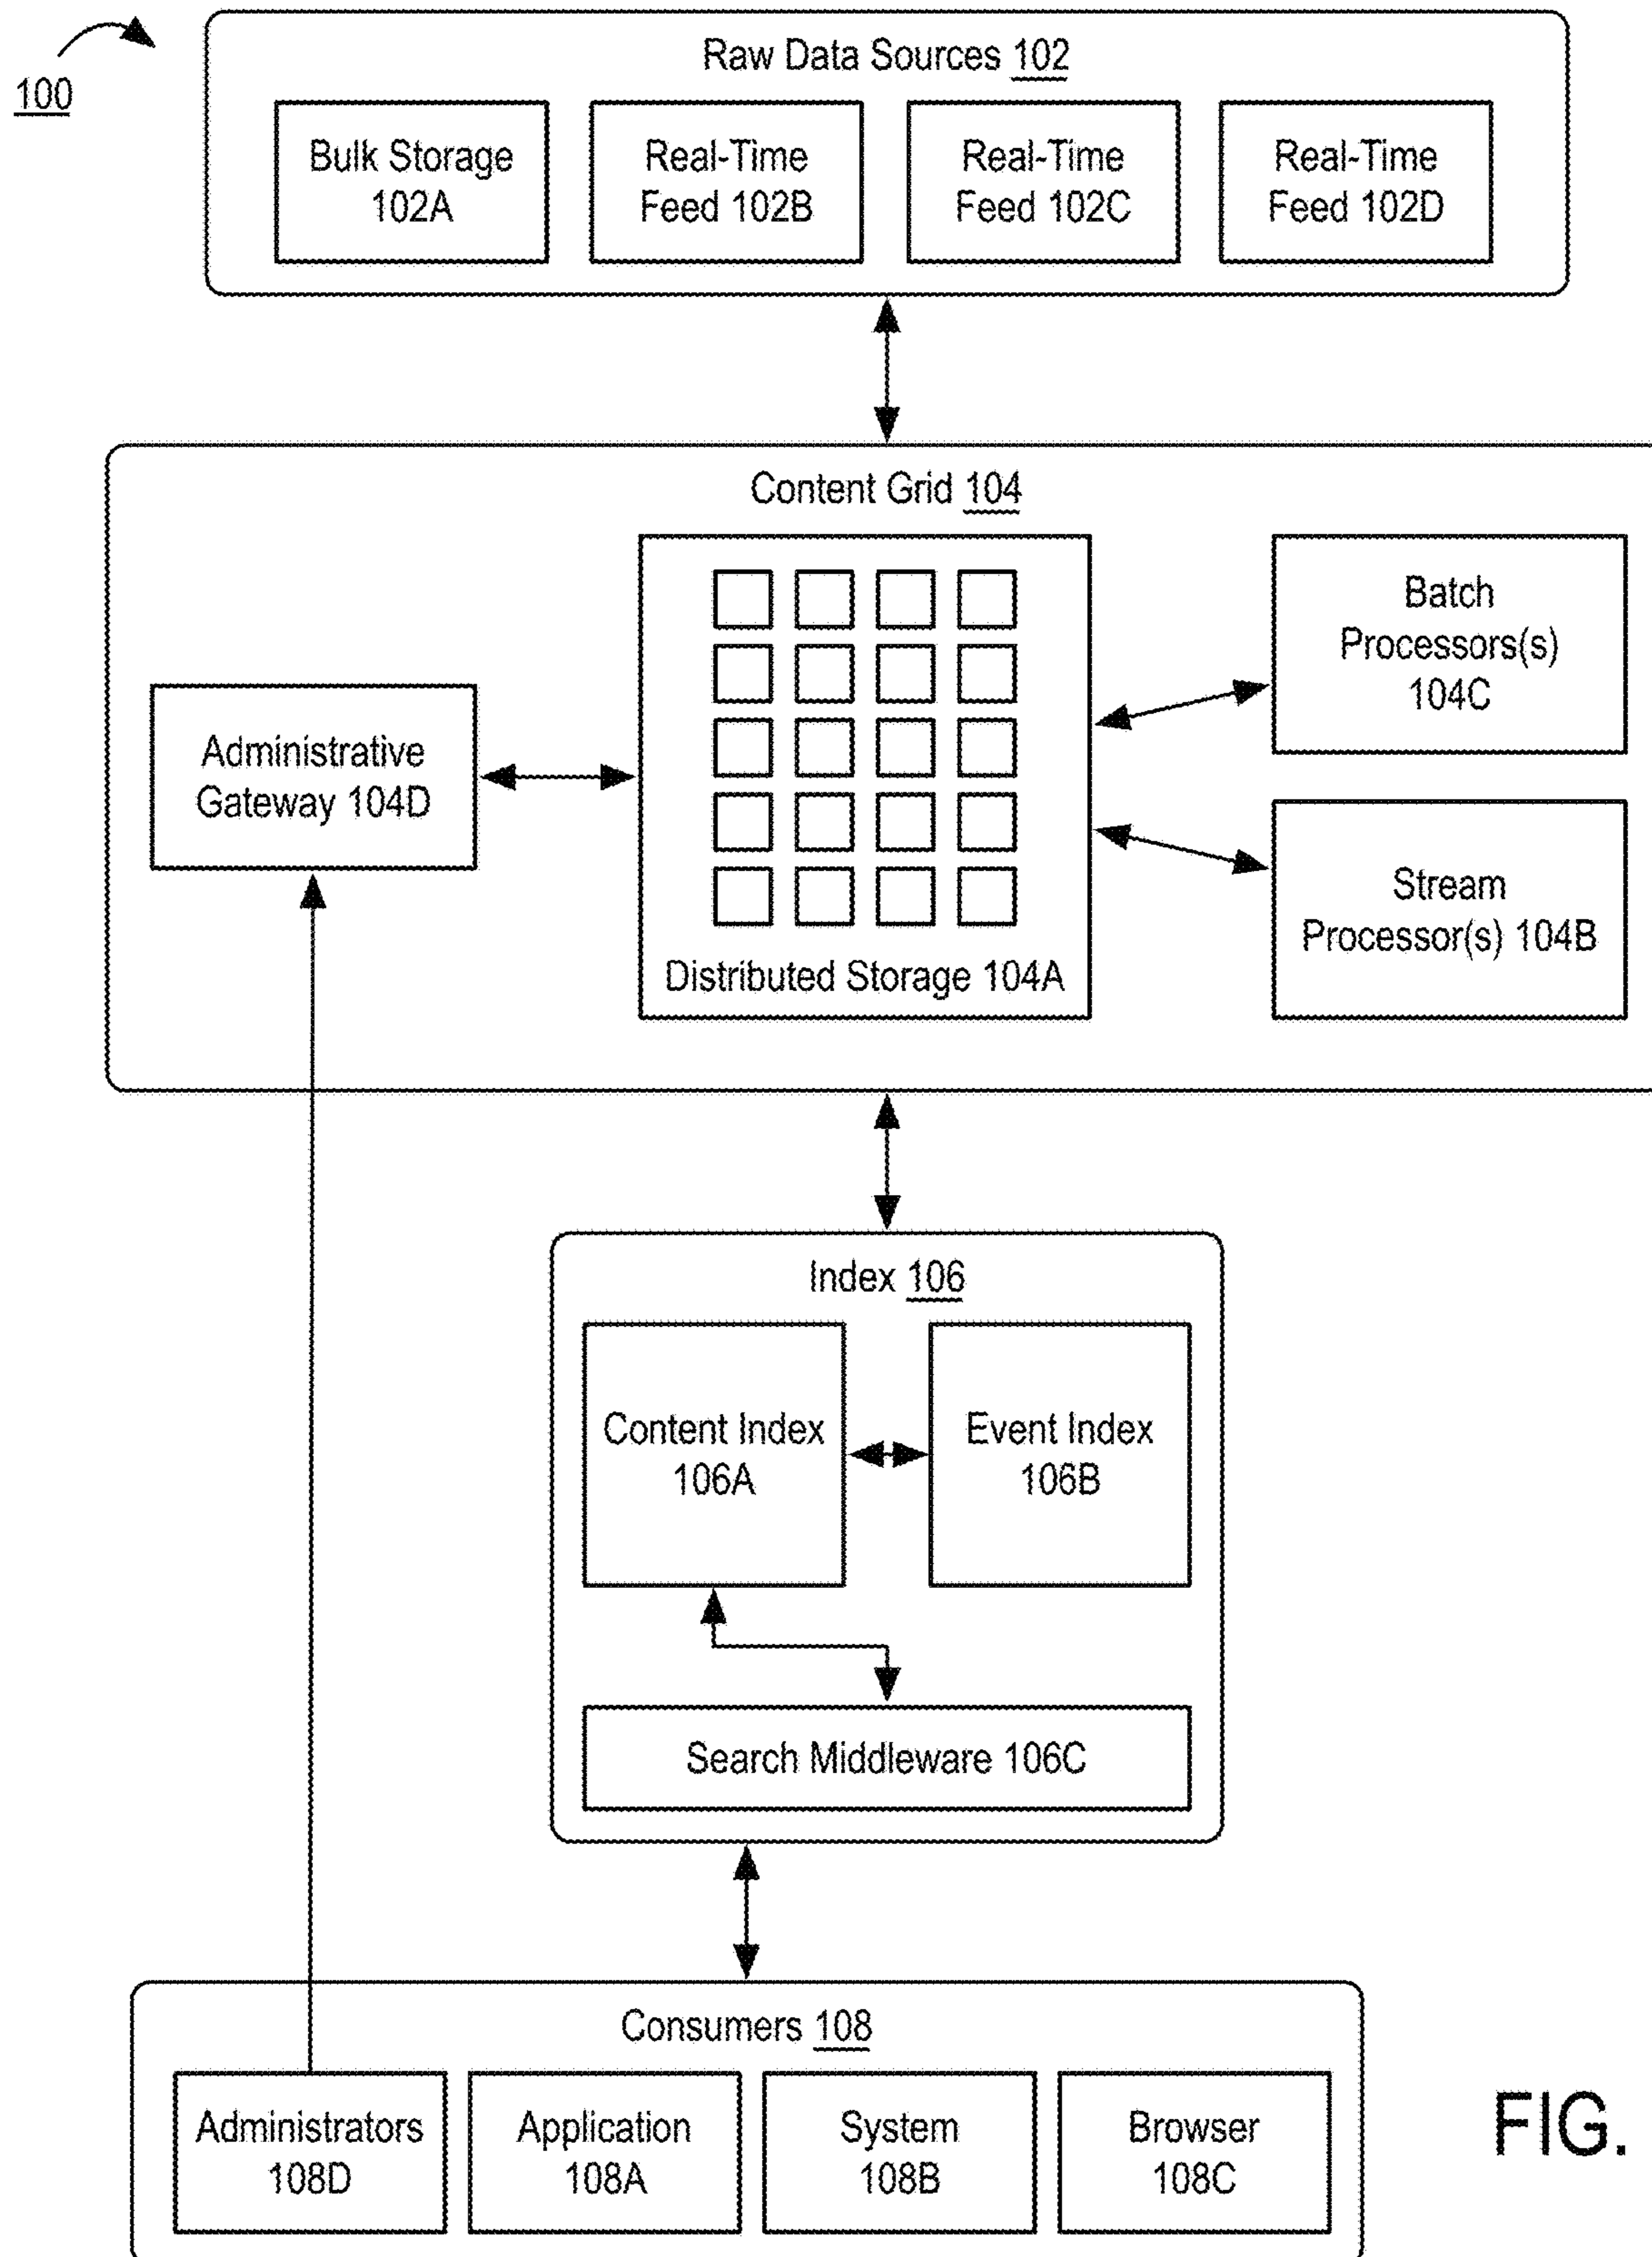 100
Raw Data Sources 102
Bulk Storage
102A
Real-Time
Feed 102B
Real-Time
Feed 102C
Real-Time
Feed 102D
Content Grid 104
Administrative
Gateway 104D
Distributed Storage 104A
Batch
Processors(s)
104C
Stream
Processor(s) 104B
Index 106
Content Index
106A
Event Index
106B
Search Middleware 106C
Consumers 108
Administrators
108D
Application
108A
System
108B
Browser
108C
FIG.